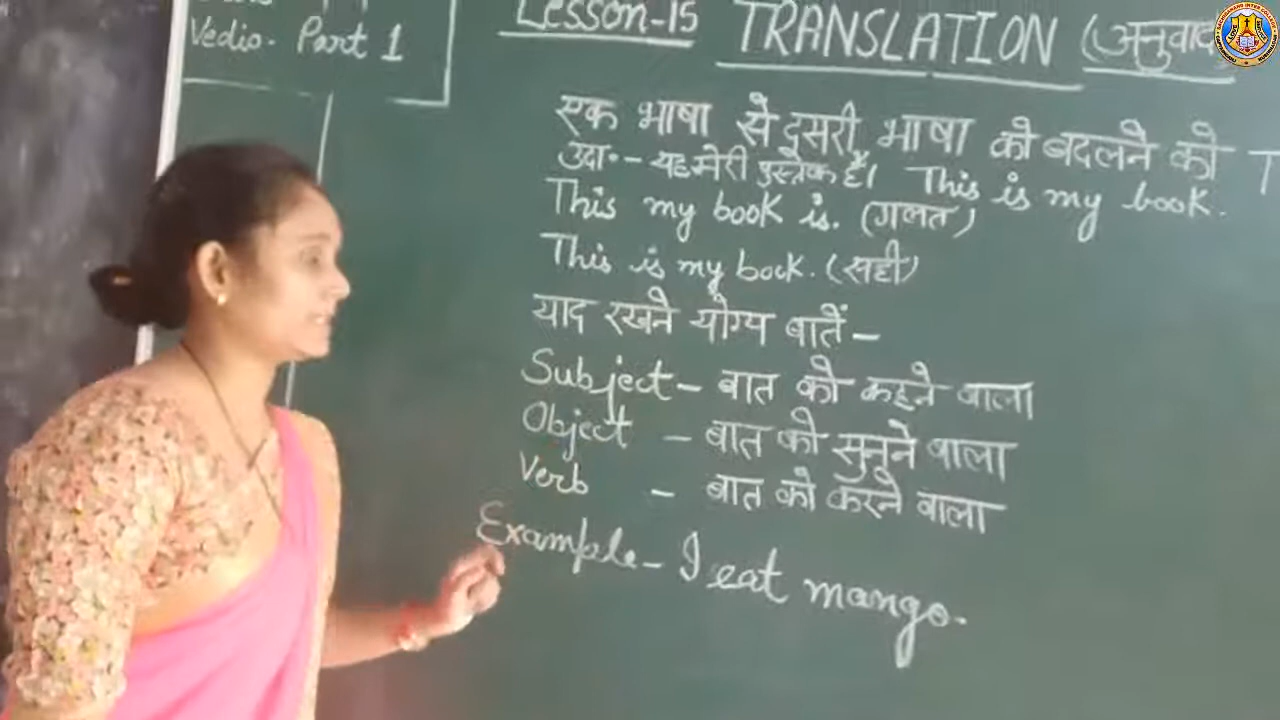 Vedio. Part 1
Lesson-15 TRANSLATION (अनुवाद
एक भाषा से दूसरी भाषा को बदलने को T
उदा॰- यह मेरी पुस्तक है। This is my book.
This my book is. (गलत)
This is my book. (सही)
याद रखने योग्य बातें-
Subject - बात को कहने वाला
Object - बात को सुनने वाला
Verb - बात को करने वाला
Example- I eat mango.